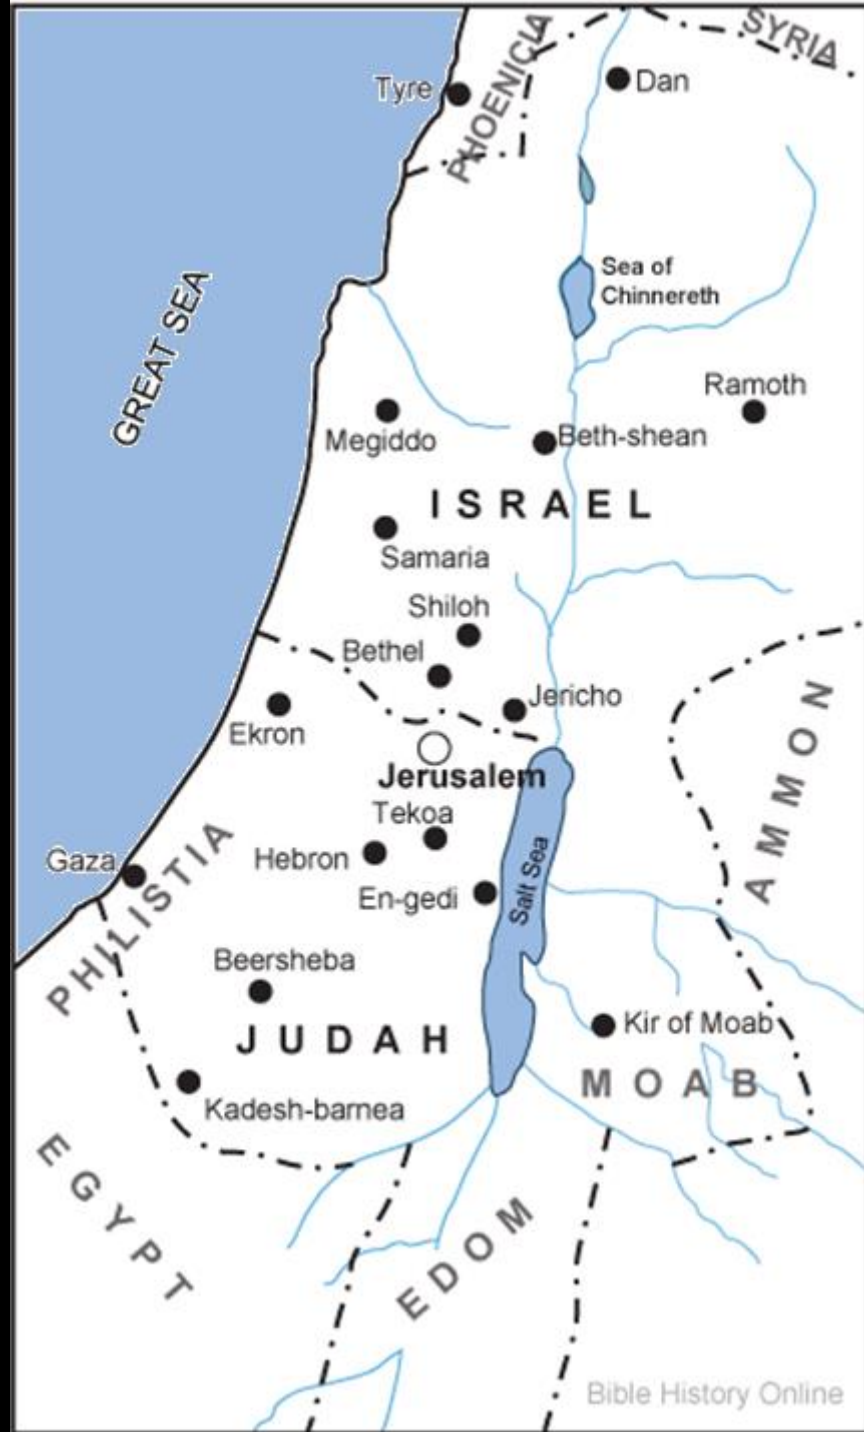 PHOENICIA
SYRIA
Tyre
Dan
Sea of
Chinnereth
GREAT SEA
Ramoth
Megiddo
Beth-shean
ISRAEL
Samaria
Shiloh
Bethel
Jericho
Ekron
Jerusalem
AMMON
Tekoa
Gaza
Hebron
PHILISTIA
En-gedi
Salt Sea
Beersheba
Kir of Moab
JUDAH
MOAB
Kadesh-barnea
EGYPT
EDOM
Bible History Online